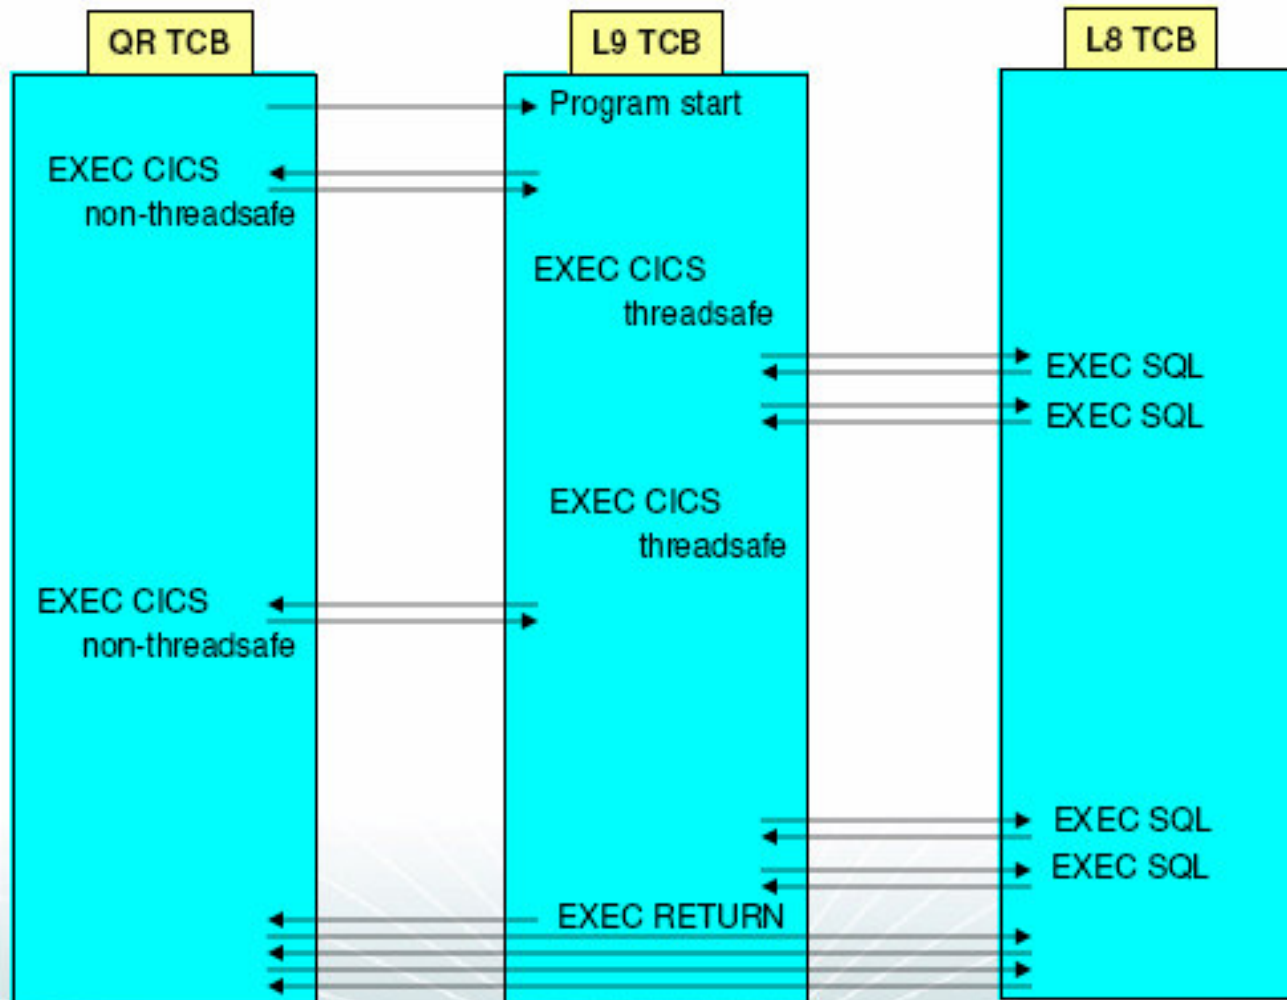 QR TCB
L9 TCB
L8 TCB
Program start
EXEC CICS
non-threadsafe
EXEC CICS
threadsafe
EXEC SQL
EXEC SQL
EXEC CICS
threadsafe
EXEC CICS
non-threadsafe
EXEC SQL
EXEC SQL
EXEC RETURN